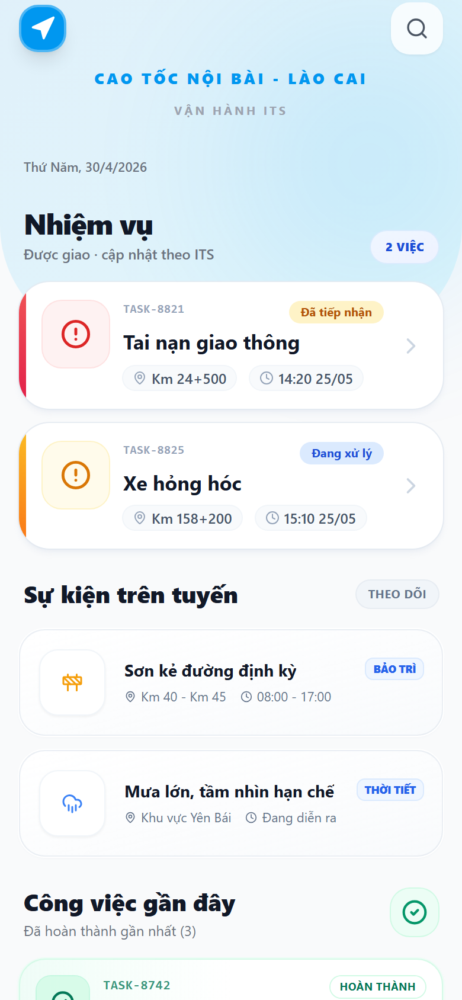 CAO TỐC NỘI BÀI - LÀO CAI
VẬN HÀNH ITS
Thứ Năm, 30/4/2026
Nhiệm vụ
Được giao · cập nhật theo ITS
2 VIỆC
TASK-8821
Đã tiếp nhận
Tai nạn giao thông
Km 24+500
14:20 25/05
TASK-8825
Đang xử lý
Xe hỏng hóc
Km 158+200
15:10 25/05
Sự kiện trên tuyến
THEO DÕI
Sơn kẻ đường định kỳ
BẢO TRÌ
Km 40 - Km 45
08:00 - 17:00
Mưa lớn, tầm nhìn hạn chế
THỜI TIẾT
Khu vực Yên Bái
Đang diễn ra
Công việc gần đây
Đã hoàn thành gần nhất (3)
TASK-8742
HOÀN THÀNH